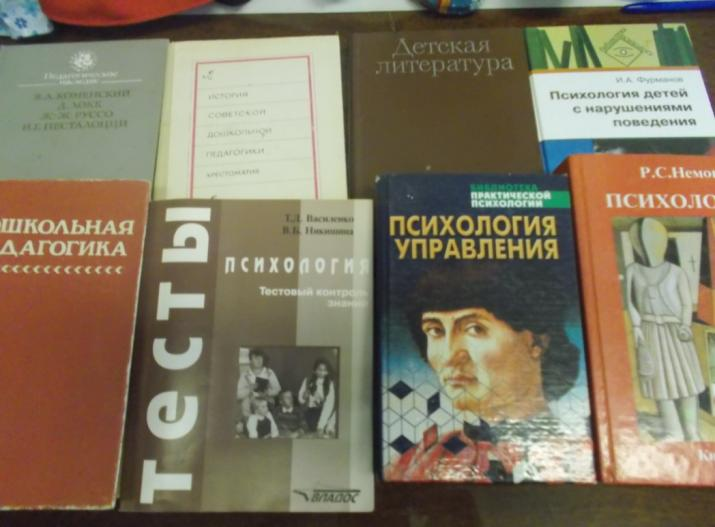 Педагогическое
наследие
Я.А. КОМЕНСКИЙ
Д. ЛОКК
Ж.-Ж. РУССО
И.Г. ПЕСТАЛОЦЦИ
ИСТОРИЯ
СОВЕТСКОЙ
ДОШКОЛЬНОЙ
ПЕДАГОГИКИ
ХРЕСТОМАТИЯ
Детская
литература
И.А. Фурманов
Психология детей
с нарушениями
поведения
ОШКОЛЬНАЯ
ДАГОГИКА
ТЕСТЫ
Т.Д. Василенко
В.Б. Никишина
ПСИХОЛОГИЯ
Тестовый контроль
знаний
ВЛАДОС
БИБЛИОТЕКА
ПРАКТИЧЕСКОЙ
ПСИХОЛОГИИ
ПСИХОЛОГИЯ
УПРАВЛЕНИЯ
Р.С.Немо
ПСИХОЛО
Кн